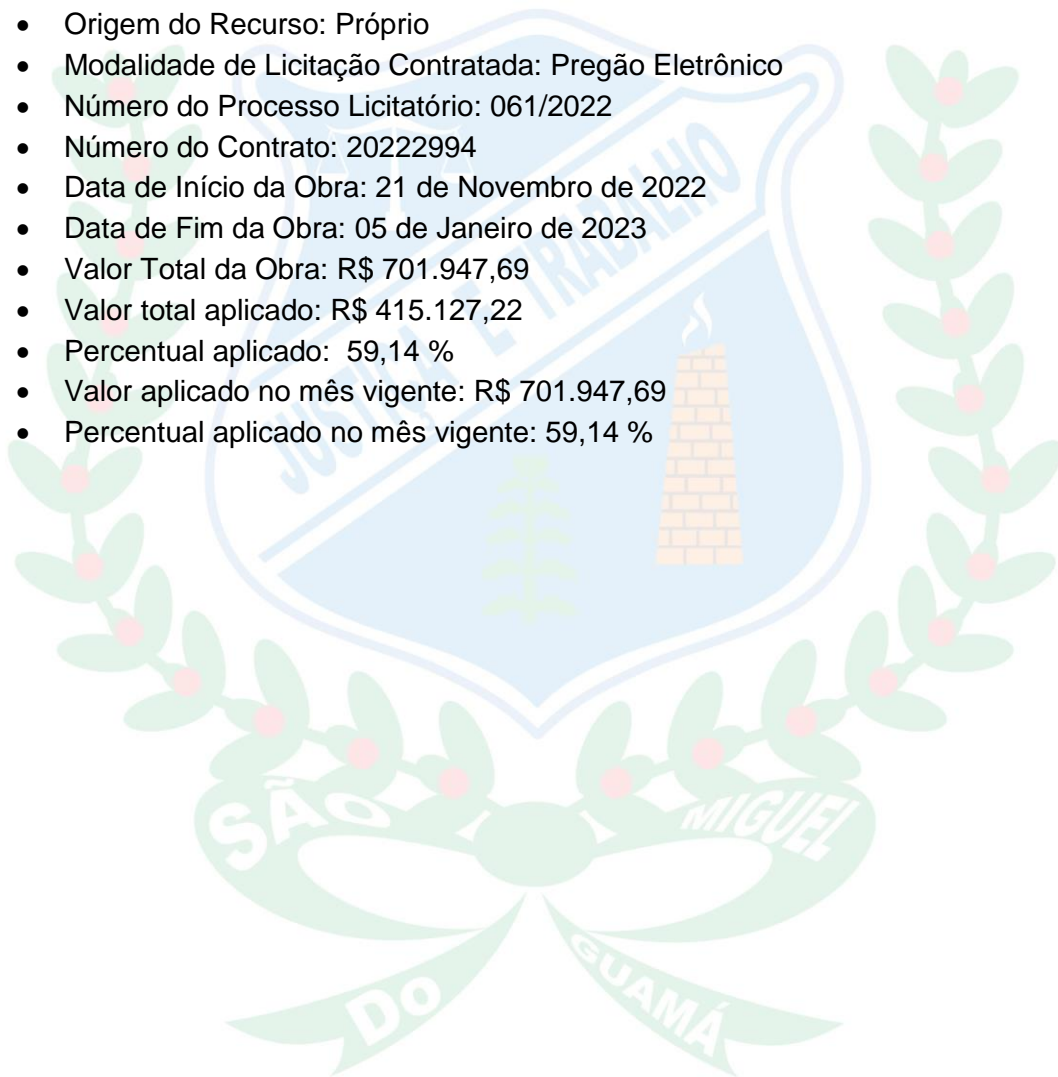 • Origem do Recurso: Próprio
• Modalidade de Licitação Contratada: Pregão Eletrônico
• Número do Processo Licitatório: 061/2022
• Número do Contrato: 20222994
• Data de Início da Obra: 21 de Novembro de 2022
• Data de Fim da Obra: 05 de Janeiro de 2023
• Valor Total da Obra: R$ 701.947,69
• Valor total aplicado: R$ 415.127,22
• Percentual aplicado: 59,14 %
• Valor aplicado no mês vigente: R$ 701.947,69
• Percentual aplicado no mês vigente: 59,14 %
JUSTIÇA E TRABALHO
SÃO MIGUEL
DO GUAMÁ